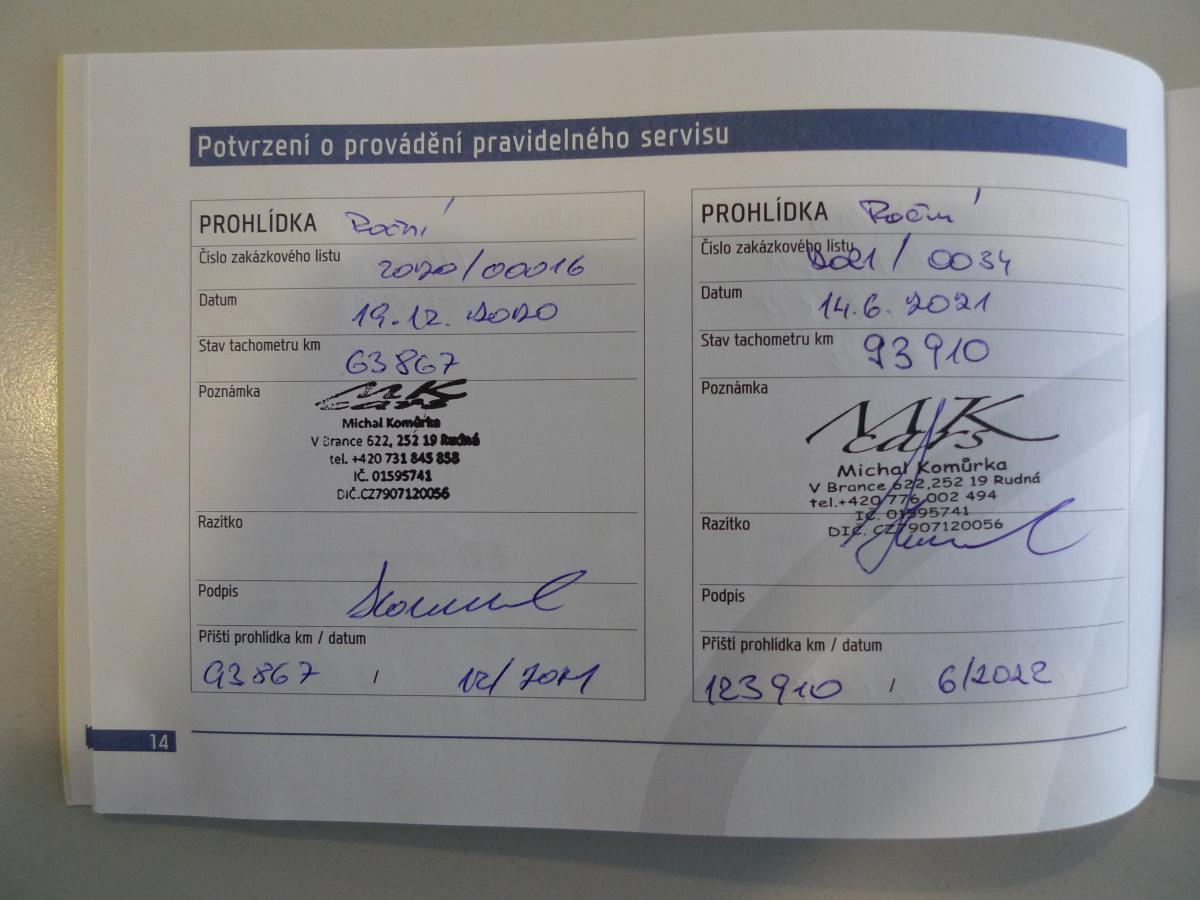 Potvrzení o provádění pravidelného servisu
PROHLÍDKA Roční
Číslo zakázkového listu 2020/00016
Datum 19.12.2020
Stav tachometru km 63867
Poznámka
MK
cars
Michal Komůrka
V Brance 622, 252 19 Rudná
tel. +420 731 845 858
IČ. 01595741
DIČ.CZ7907120056
Razítko
Podpis
Příští prohlídka km / datum
93867 / 12/2021
PROHLÍDKA Roční
Číslo zakázkového listu 2021/0034
Datum 14.6.2021
Stav tachometru km 93910
Poznámka
MK
cars
Michal Komůrka
V Brance 622,252 19 Rudná
tel.+420 776 002 494
IČ. 01595741
DIČ. CZ7907120056
Razítko
Podpis
Příští prohlídka km / datum
123910 / 6/2022
14